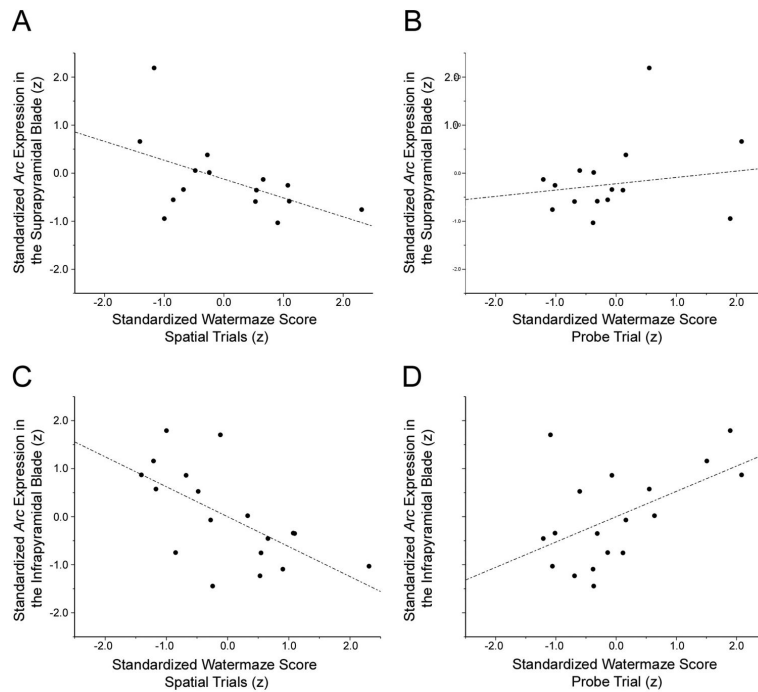 A
Standardized Arc Expression in
the Suprapyramidal Blade (z)
2.0
1.0
0.0
-1.0
-2.0
-2.0 -1.0 0.0 1.0 2.0
Standardized Watermaze Score
Spatial Trials (z)
B
Standardized Arc Expression in
the Suprapyramidal Blade (z)
2.0
1.0
0.0
-1.0
-2.0
-2.0 -1.0 0.0 1.0 2.0
Standardized Watermaze Score
Probe Trial (z)
C
Standardized Arc Expression in
the Infrapyramidal Blade (z)
2.0
1.0
0.0
-1.0
-2.0
-2.0 -1.0 0.0 1.0 2.0
Standardized Watermaze Score
Spatial Trials (z)
D
Standardized Arc Expression in
the Infrapyramidal Blade (z)
2.0
1.0
0.0
-1.0
-2.0
-2.0 -1.0 0.0 1.0 2.0
Standardized Watermaze Score
Probe Trial (z)